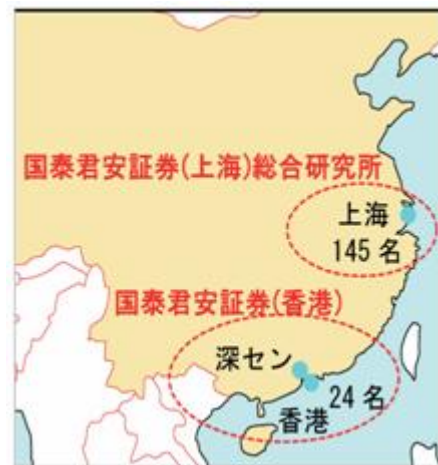 国泰君安証券(上海)総合研究所
上海
145 名
国泰君安証券(香港)
深セン
24 名
香港